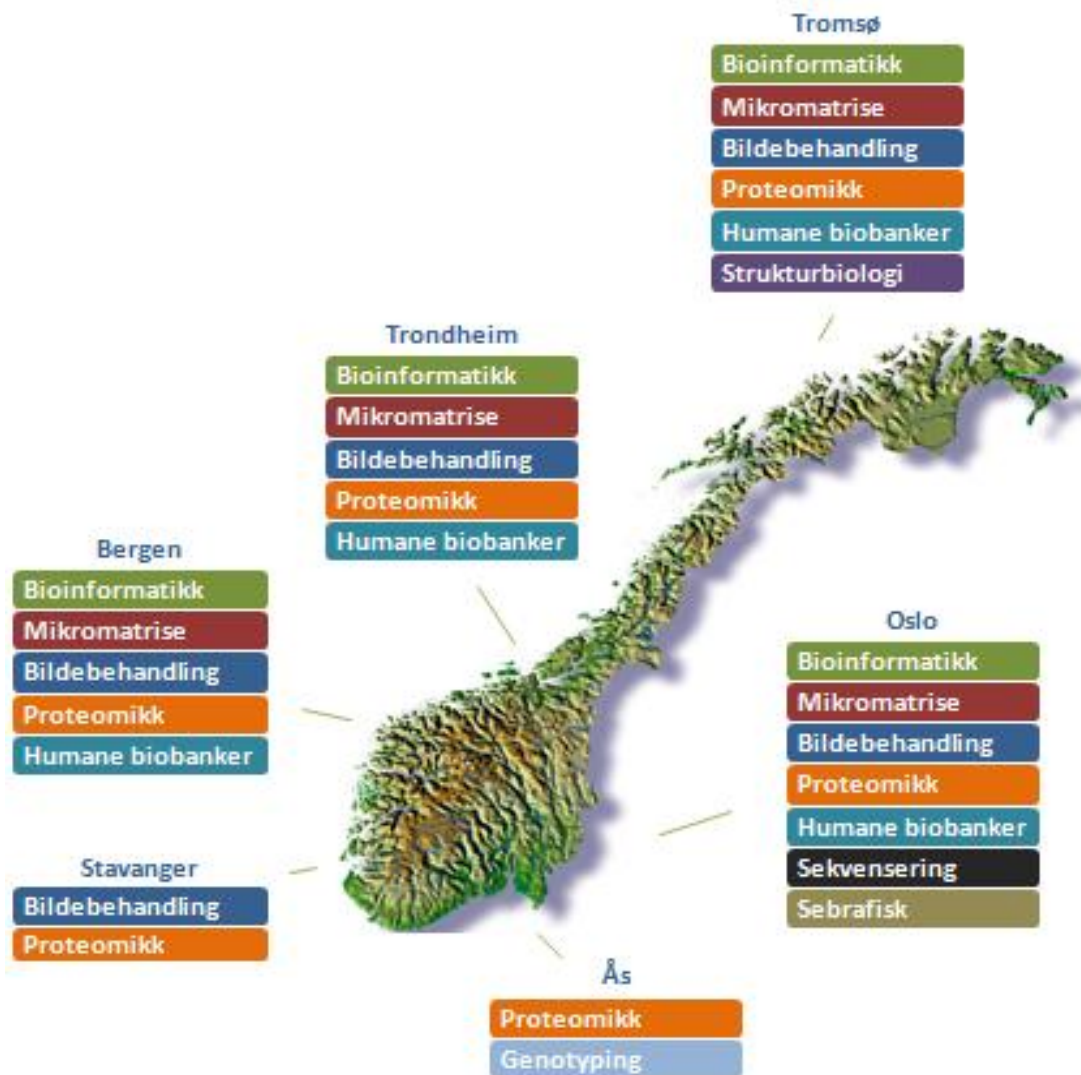 Tromsø
Bioinformatikk
Mikromatrise
Bildebehandling
Proteomikk
Humane biobanker
Strukturbiologi
Trondheim
Bioinformatikk
Mikromatrise
Bildebehandling
Proteomikk
Humane biobanker
Bergen
Bioinformatikk
Mikromatrise
Bildebehandling
Proteomikk
Humane biobanker
Oslo
Bioinformatikk
Mikromatrise
Bildebehandling
Proteomikk
Humane biobanker
Sekvensering
Sebrafisk
Stavanger
Bildebehandling
Proteomikk
Ås
Proteomikk
Genotyping